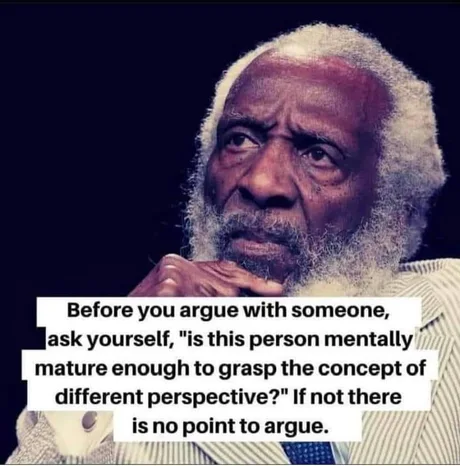 Before you argue with someone,
ask yourself, "is this person mentally
mature enough to grasp the concept of
different perspective?" If not there
is no point to argue.